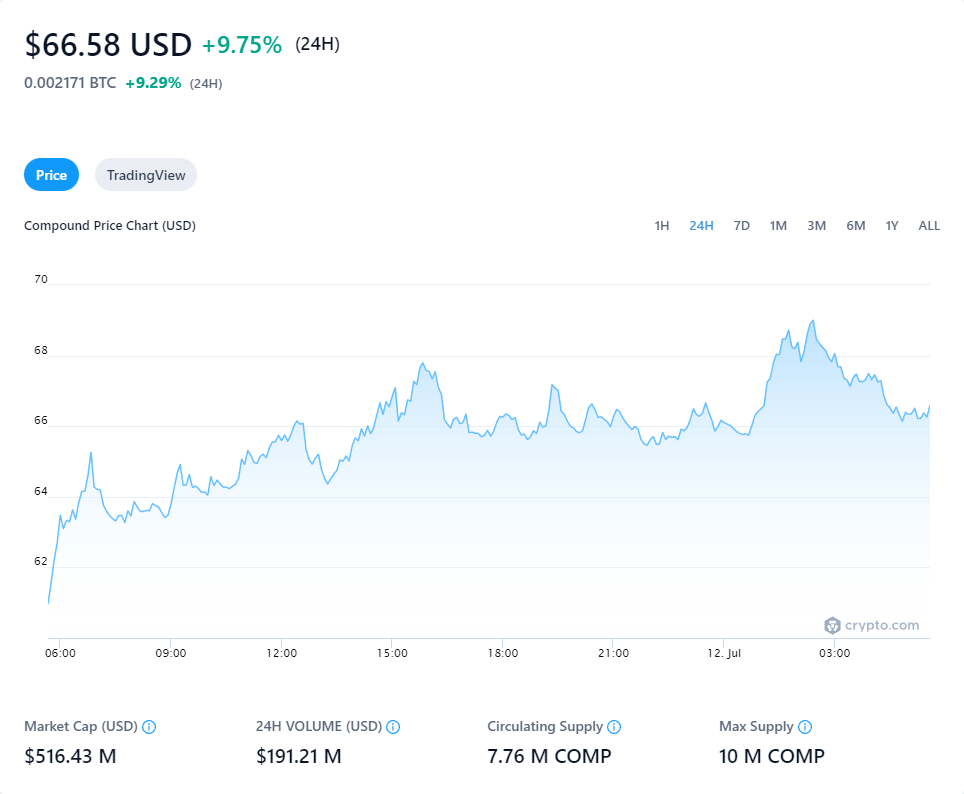 $66.58 USD +9.75% (24H)
0.002171 BTC +9.29% (24H)
Price TradingView
Compound Price Chart (USD) 1H 24H 7D 1M 3M 6M 1Y ALL
70
68
66
64
62
crypto.com
06:00 09:00 12:00 15:00 18:00 21:00 12. Jul 03:00
Market Cap (USD) 24H VOLUME (USD) Circulating Supply Max Supply
$516.43 M $191.21 M 7.76 M COMP 10 M COMP